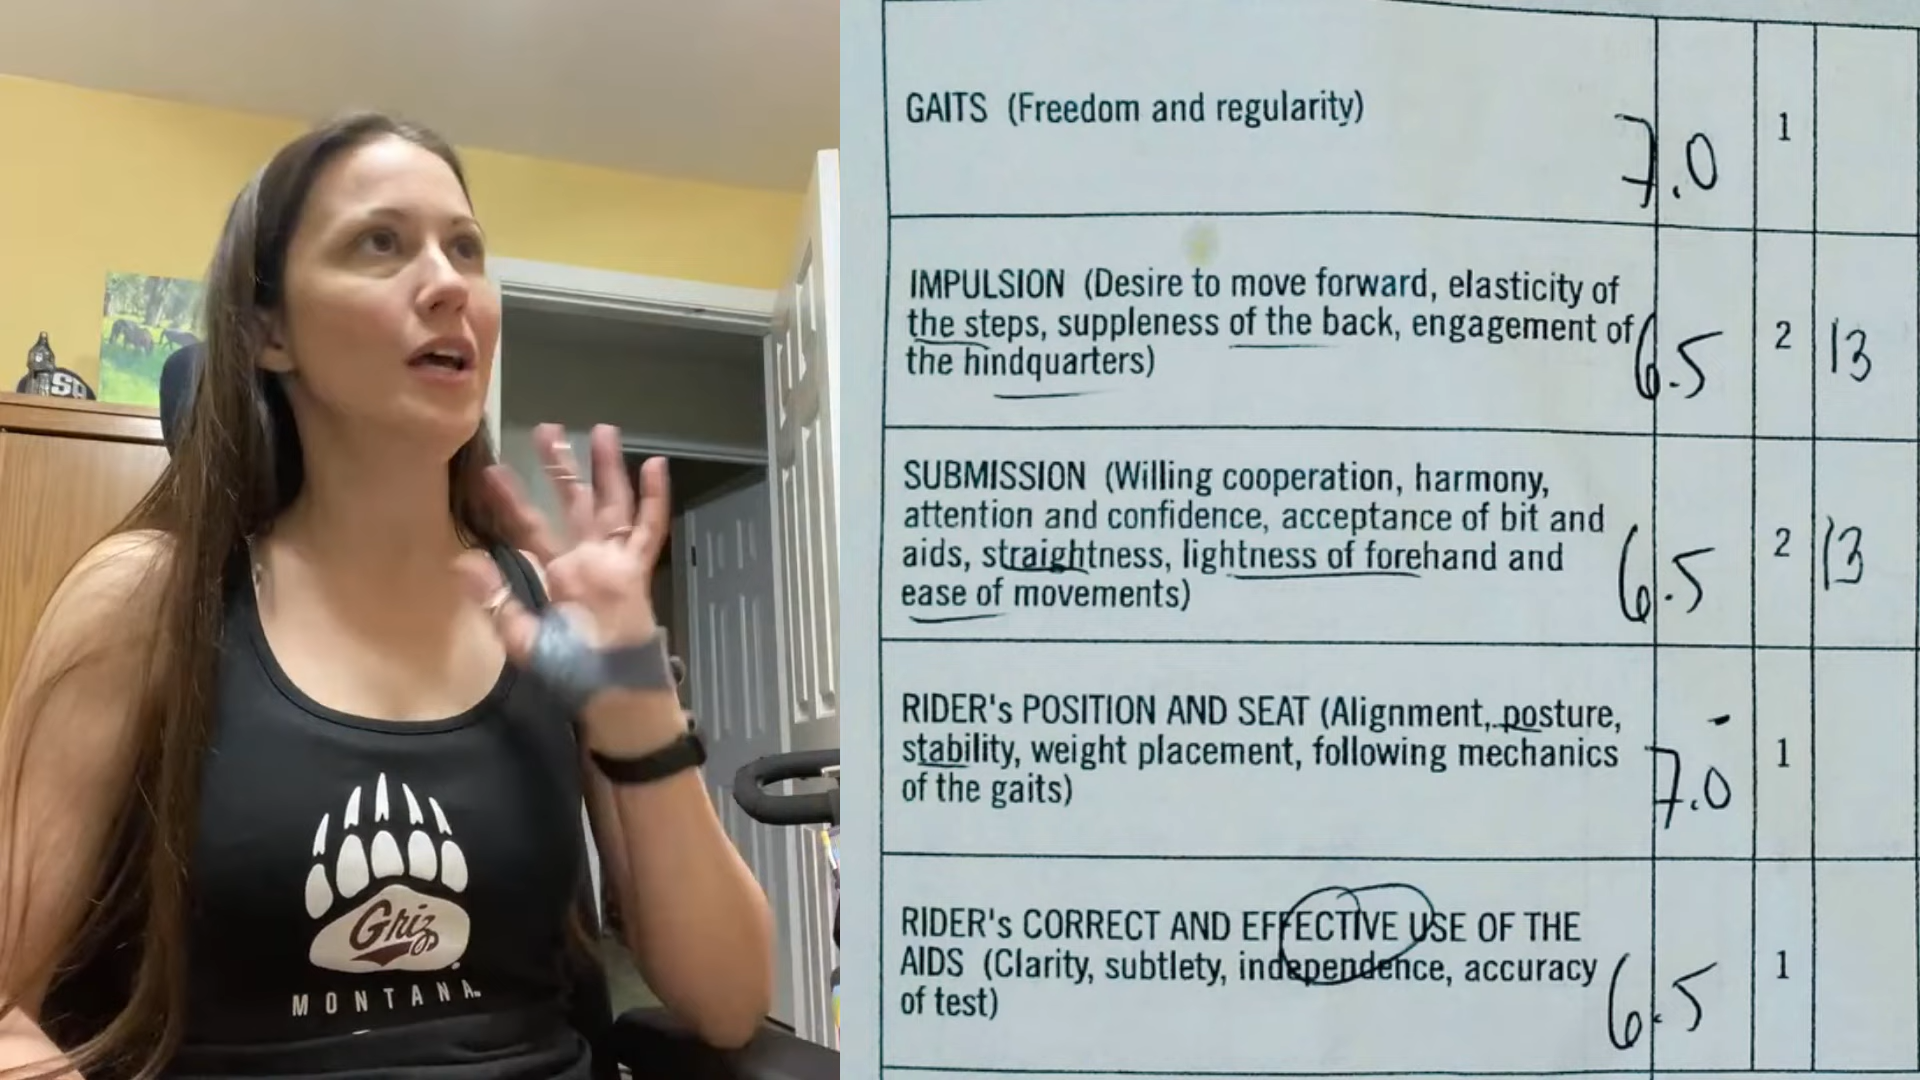 SP
Griz
MONTANA
GAITS (Freedom and regularity)
7.0
1
IMPULSION (Desire to move forward, elasticity of
the steps, suppleness of the back, engagement of
the hindquarters)
6.5
2
13
SUBMISSION (Willing cooperation, harmony,
attention and confidence, acceptance of bit and
aids, straightness, lightness of forehand and
ease of movements)
6.5
2
13
RIDER's POSITION AND SEAT (Alignment, posture,
stability, weight placement, following mechanics
of the gaits)
7.0
1
RIDER's CORRECT AND EFFECTIVE USE OF THE
AIDS (Clarity, subtlety, independence, accuracy
of test)
6.5
1